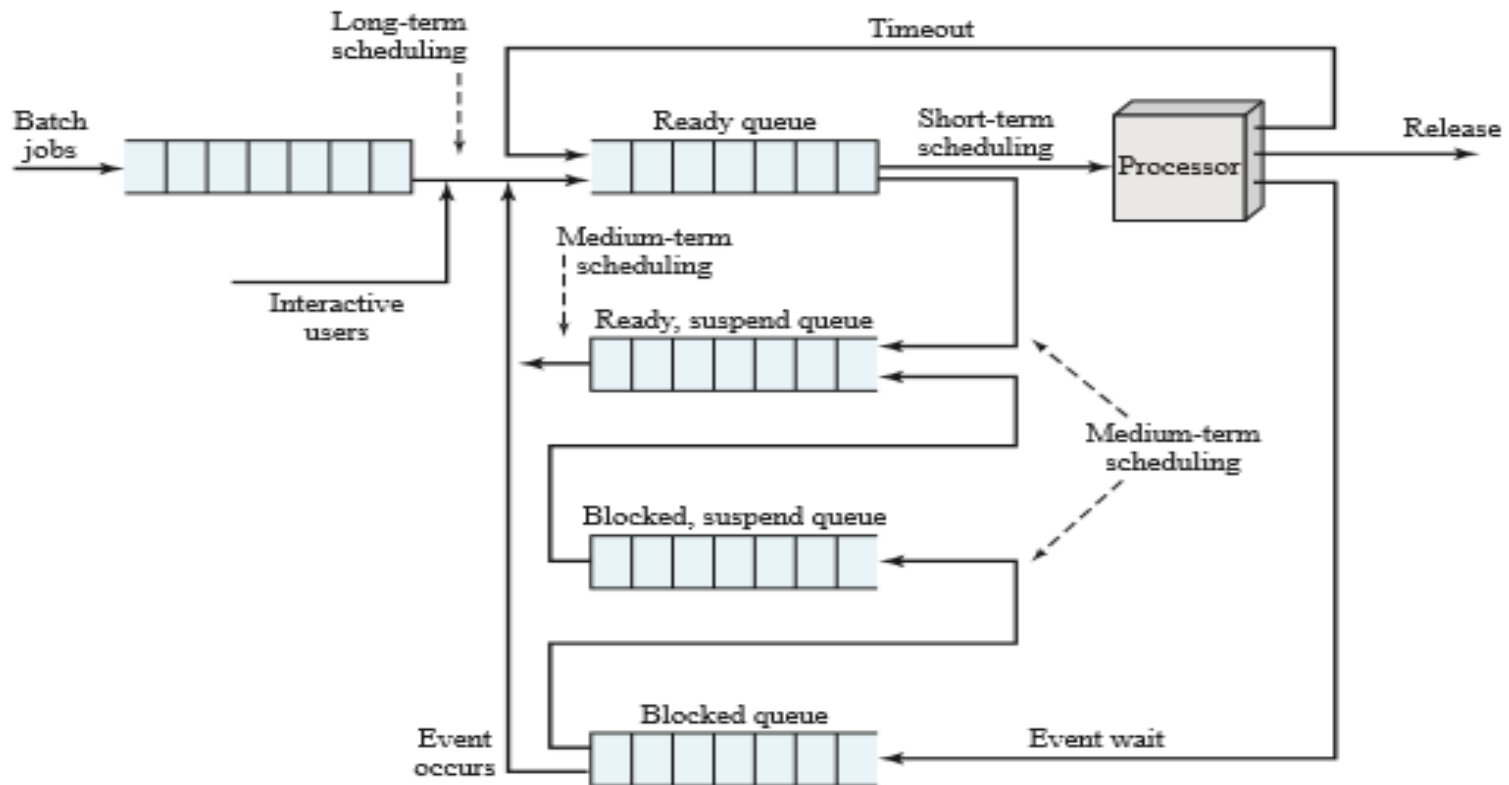 Long-term
scheduling
Timeout
Batch
jobs
Ready queue
Short-term
scheduling
Processor
Release
Medium-term
scheduling
Interactive
users
Ready, suspend queue
Medium-term
scheduling
Blocked, suspend queue
Blocked queue
Event
occurs
Event wait